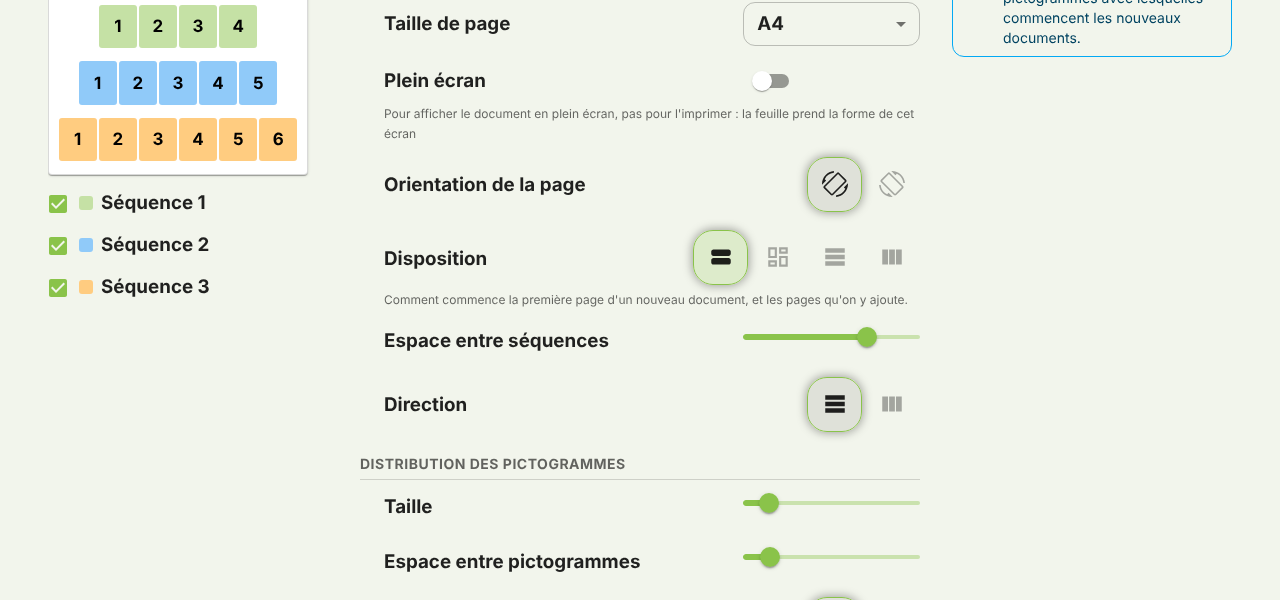 1 2 3 4
1 2 3 4 5
1 2 3 4 5 6
Séquence 1
Séquence 2
Séquence 3
Taille de page
A4
Plein écran
Pour afficher le document en plein écran, pas pour l'imprimer : la feuille prend la forme de cet
écran
Orientation de la page
Disposition
Comment commence la première page d'un nouveau document, et les pages qu'on y ajoute.
Espace entre séquences
Direction
DISTRIBUTION DES PICTOGRAMMES
Taille
Espace entre pictogrammes
pictogrammes avec lesquelles
commencent les nouveaux
documents.